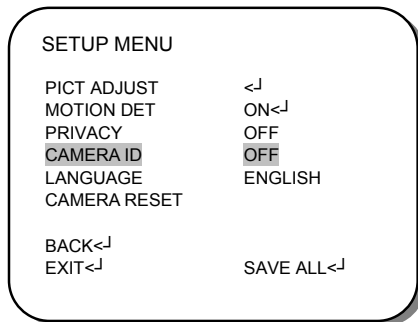 SETUP MENU
PICT ADJUST <┘
MOTION DET ON<┘
PRIVACY OFF
CAMERA ID OFF
LANGUAGE ENGLISH
CAMERA RESET
BACK<┘
EXIT<┘ SAVE ALL<┘